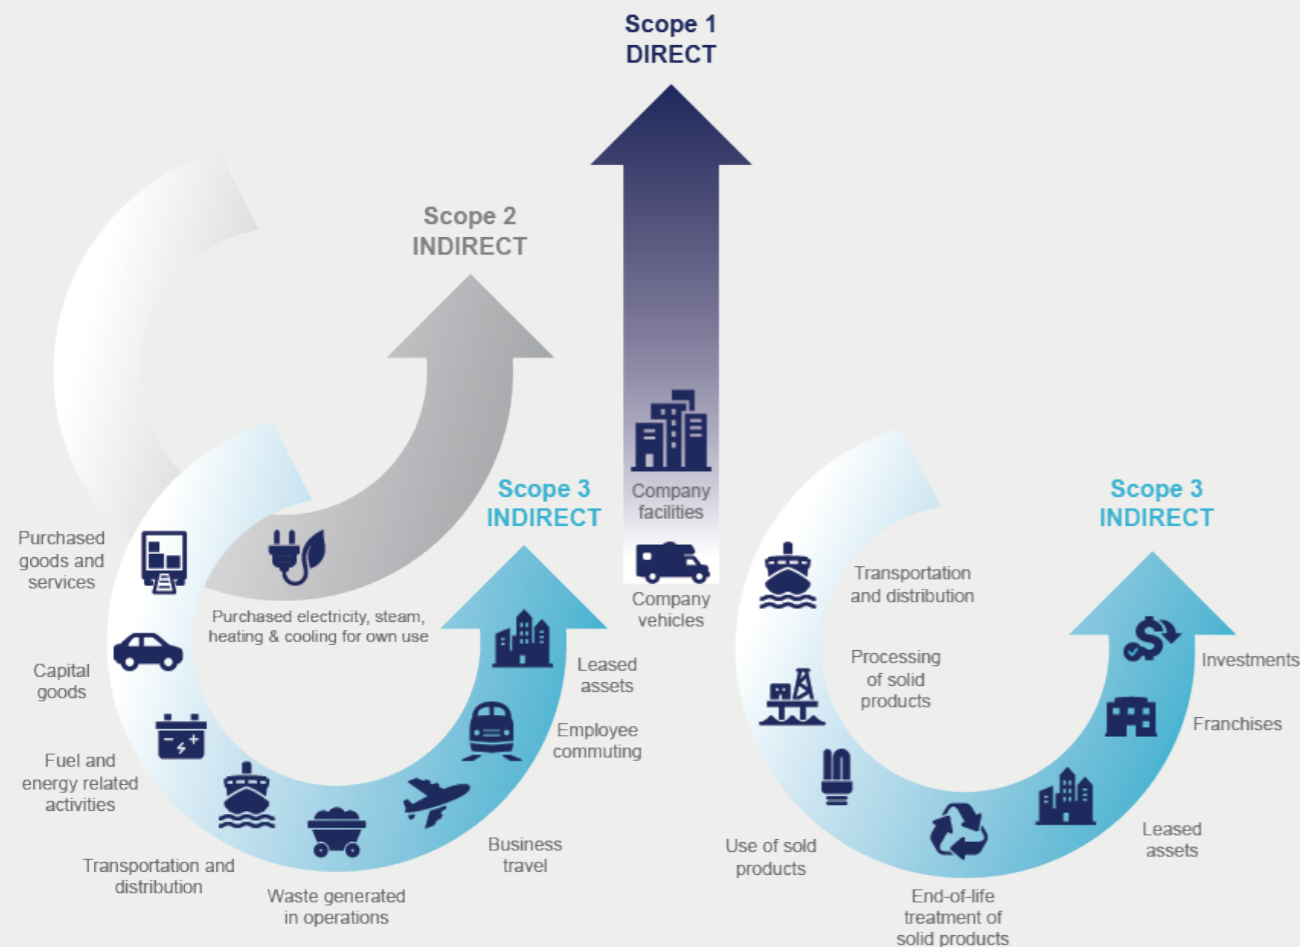 Scope 1
DIRECT
Scope 2
INDIRECT
Scope 3
INDIRECT
Company
facilities
Company
vehicles
Purchased
goods and
services
Purchased electricity, steam,
heating & cooling for own use
Capital
goods
Fuel and
energy related
activities
Transportation and
distribution
Waste generated
in operations
Business
travel
Employee
commuting
Leased
assets
Scope 3
INDIRECT
Transportation
and distribution
Processing
of solid
products
Use of sold
products
End-of-life
treatment of
solid products
Leased
assets
Franchises
Investments